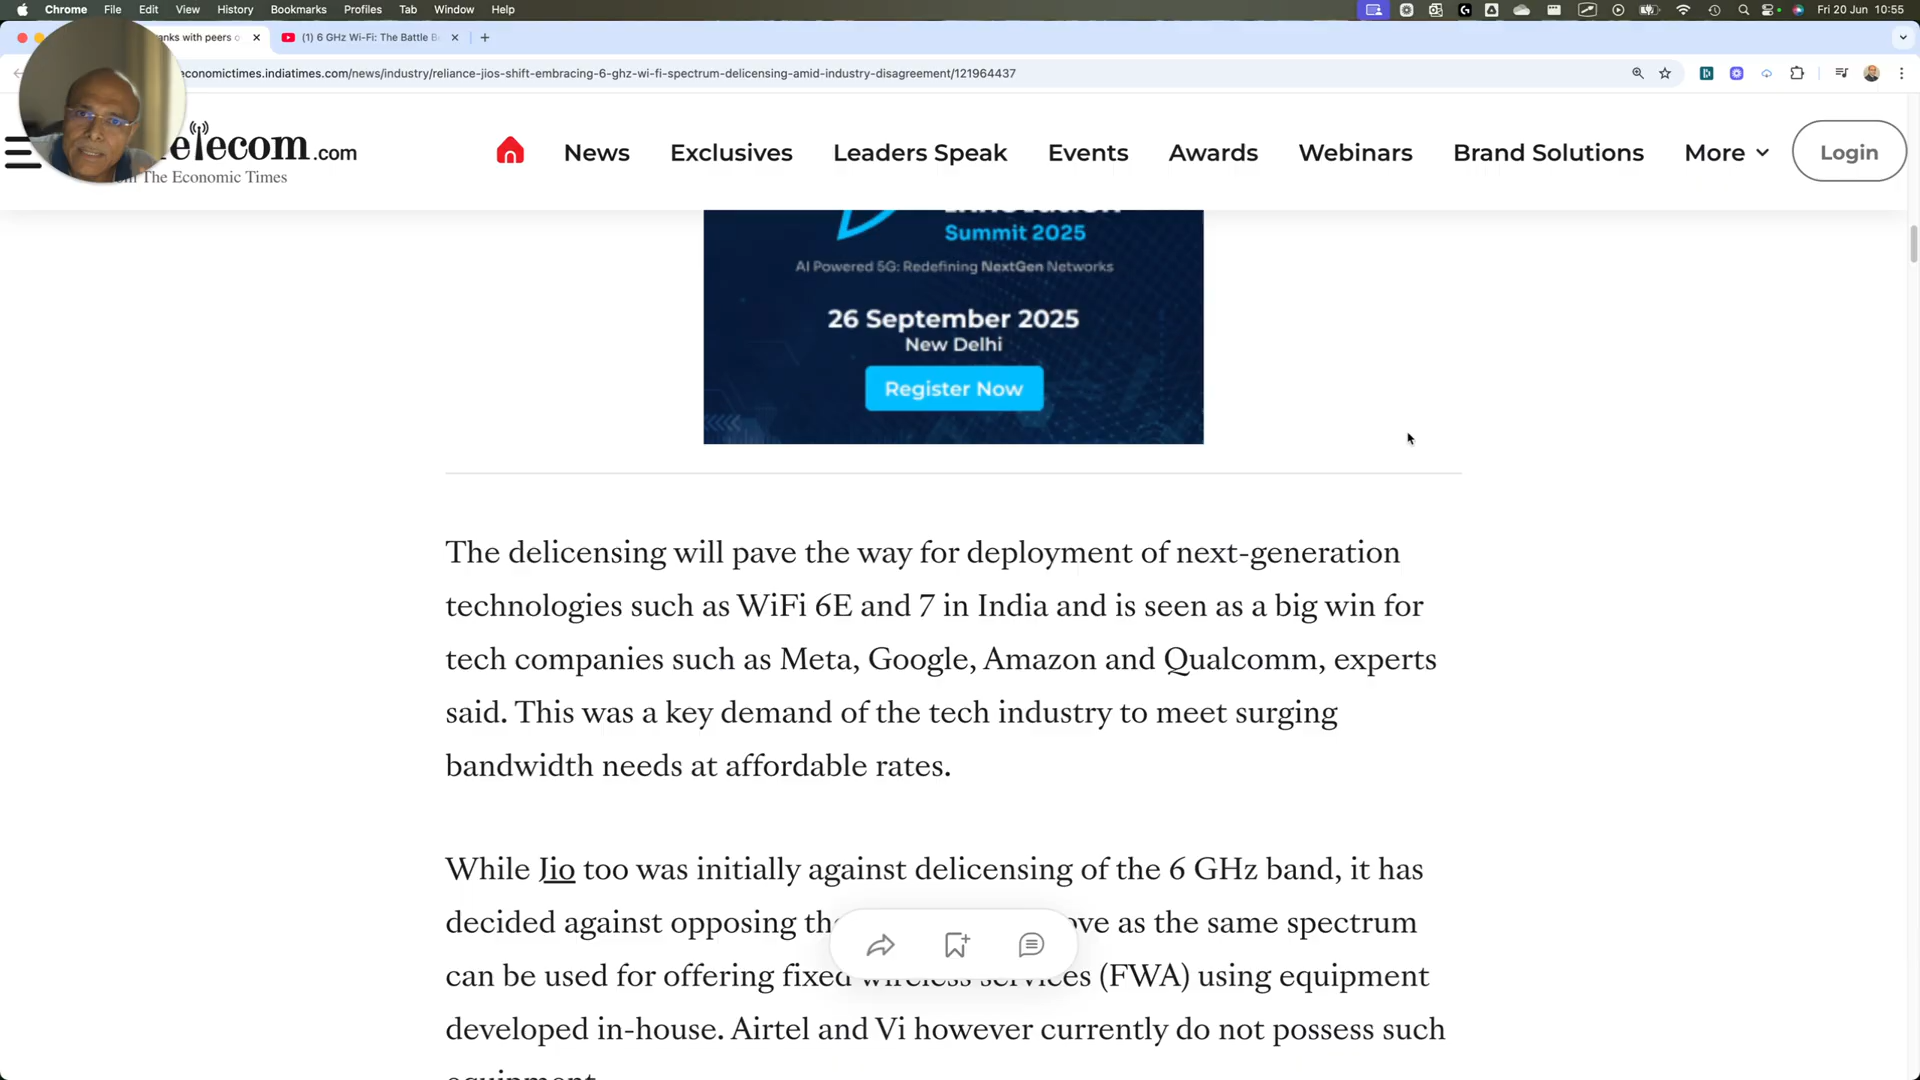 Chrome File Edit View History Bookmarks Profiles Tab Window Help Fri 20 Jun 10:55
anks with peers o (1) 6 GHz Wi-Fi: The Battle B
economictimes.indiatimes.com/news/industry/reliance-jios-shift-embracing-6-ghz-wi-fi-spectrum-delicensing-amid-industry-disagreement/121964437
elecom.com
News Exclusives Leaders Speak Events Awards Webinars Brand Solutions More Login
The Economic Times
Summit 2025
AI Powered 5G: Redefining NextGen Networks
26 September 2025
New Delhi
Register Now
The delicensing will pave the way for deployment of next-generation
technologies such as WiFi 6E and 7 in India and is seen as a big win for
tech companies such as Meta, Google, Amazon and Qualcomm, experts
said. This was a key demand of the tech industry to meet surging
bandwidth needs at affordable rates.
While Jio too was initially against delicensing of the 6 GHz band, it has
decided against opposing th ove as the same spectrum
can be used for offering fixed wireless services (FWA) using equipment
developed in-house. Airtel and Vi however currently do not possess such